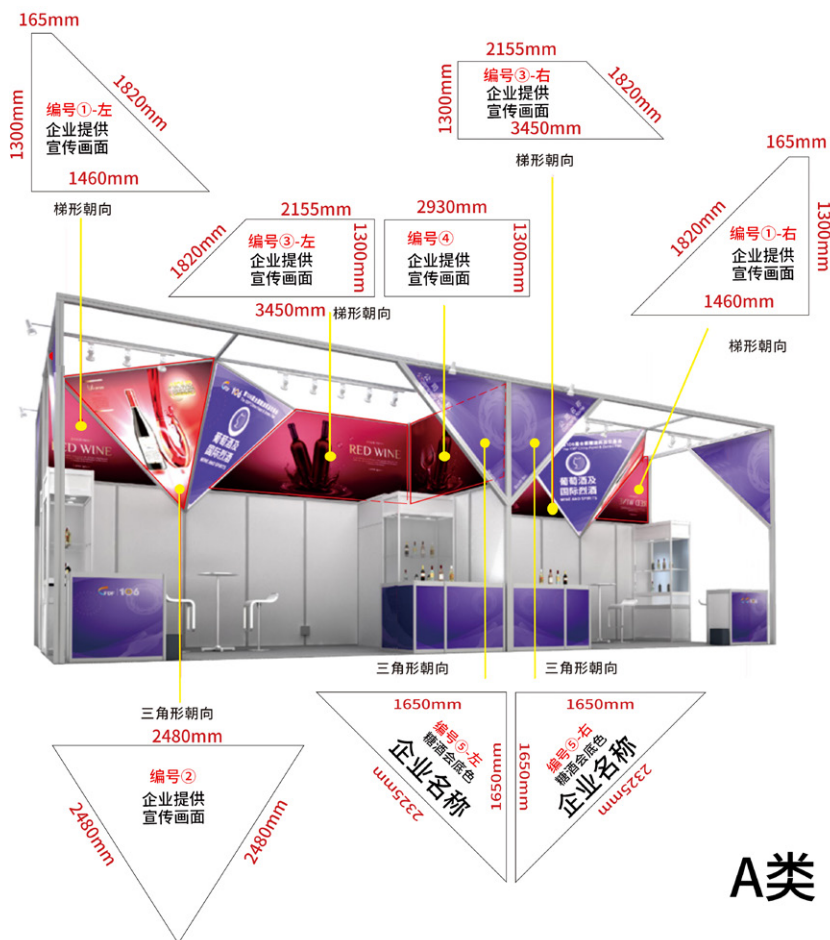 165mm
1300mm
1820mm
编号①-左
企业提供
宣传画面
1460mm
梯形朝向
2155mm
1300mm
1820mm
编号③-右
企业提供
宣传画面
3450mm
梯形朝向
165mm
1820mm
1300mm
编号①-右
企业提供
宣传画面
1460mm
梯形朝向
2155mm
1820mm
1300mm
编号③-左
企业提供
宣传画面
3450mm
梯形朝向
2930mm
1300mm
编号④
企业提供
宣传画面
RED WINE
106
葡萄酒及
国际烈酒
WINE AND SPIRITS
RED WINE
葡萄酒及
国际烈酒
WINE AND SPIRITS
106
三角形朝向
2480mm
编号②
企业提供
宣传画面
2480mm
2480mm
三角形朝向
1650mm
编号⑤-左
糖酒会底色
企业名称
1650mm
2325mm
三角形朝向
1650mm
1650mm
编号⑤-右
糖酒会底色
企业名称
2325mm
A类